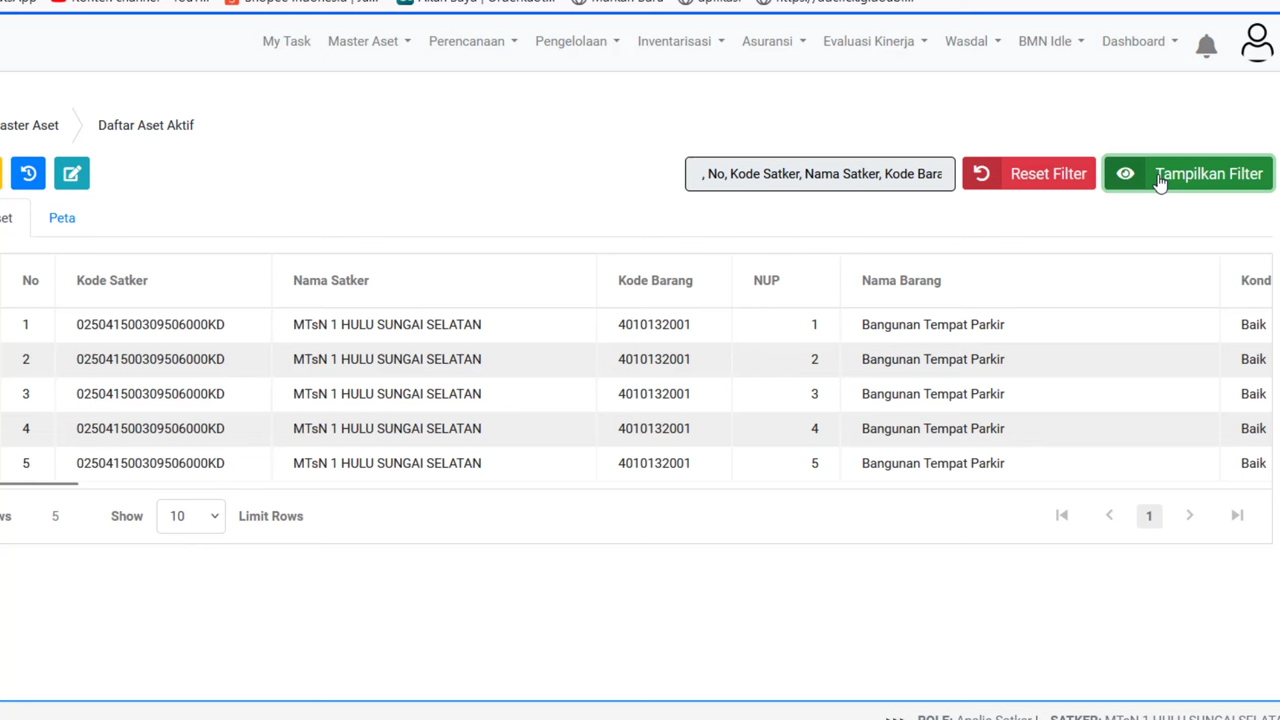 My Task Master Aset Perencanaan Pengelolaan Inventarisasi Asuransi Evaluasi Kinerja Wasdal BMN Idle Dashboard
aster Aset Daftar Aset Aktif
, No, Kode Satker, Nama Satker, Kode Bara Reset Filter Tampilkan Filter
set Peta
No Kode Satker Nama Satker Kode Barang NUP Nama Barang Kond
1 025041500309506000KD MTsN 1 HULU SUNGAI SELATAN 4010132001 1 Bangunan Tempat Parkir Baik
2 025041500309506000KD MTsN 1 HULU SUNGAI SELATAN 4010132001 2 Bangunan Tempat Parkir Baik
3 025041500309506000KD MTsN 1 HULU SUNGAI SELATAN 4010132001 3 Bangunan Tempat Parkir Baik
4 025041500309506000KD MTsN 1 HULU SUNGAI SELATAN 4010132001 4 Bangunan Tempat Parkir Baik
5 025041500309506000KD MTsN 1 HULU SUNGAI SELATAN 4010132001 5 Bangunan Tempat Parkir Baik
ws 5 Show 10 Limit Rows 1